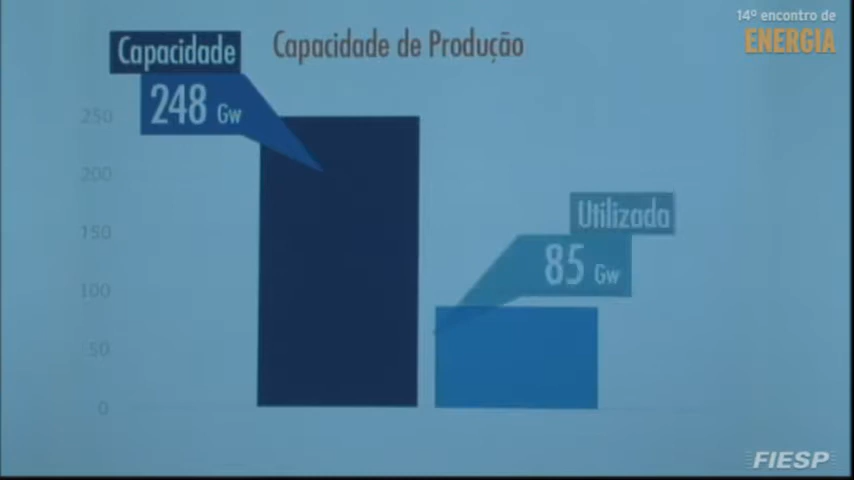 14º encontro de
ENERGIA
Capacidade de Produção
Capacidade
248 Gw
Utilizada
85 Gw
250
200
150
100
50
0
FIESP